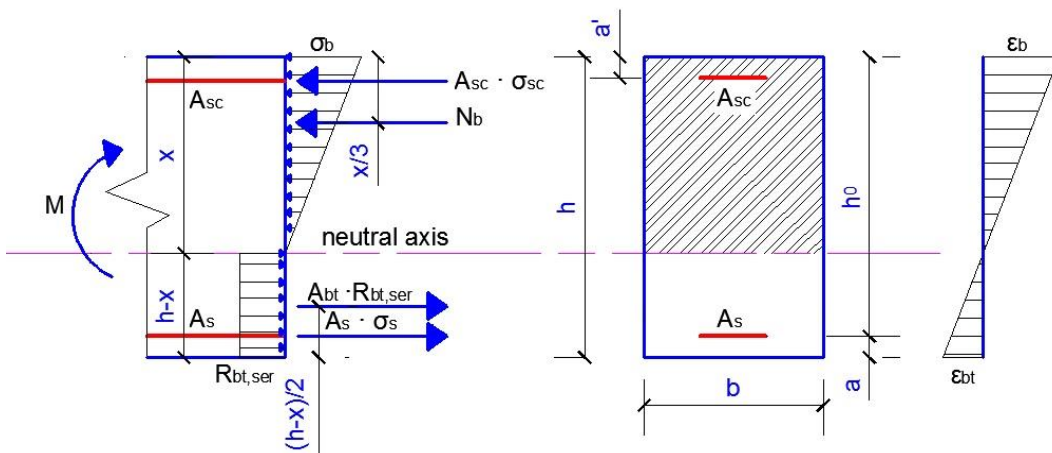 σb
Asc · σsc
Asc
Nb
x
x/3
M
neutral axis
h-x
Abt · Rbt,ser
As
As · σs
Rbt,ser
(h-x)/2
a'
Asc
h
h0
As
b
a
εb
εbt